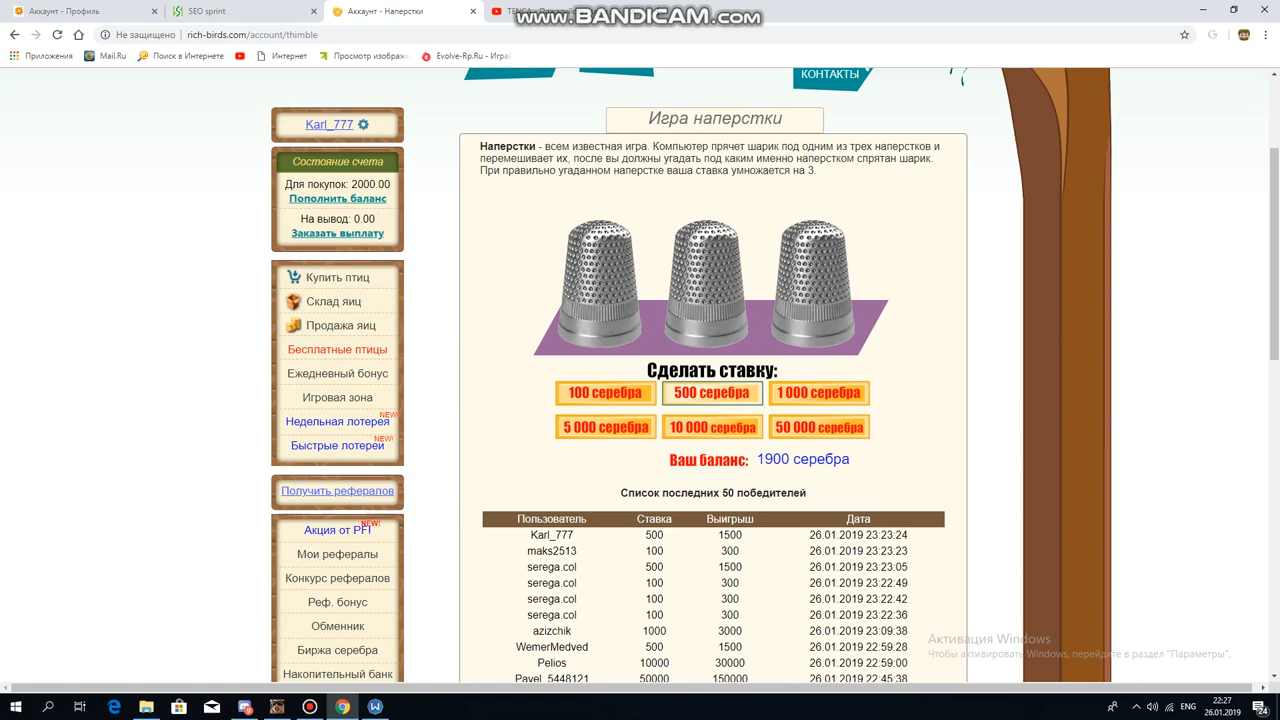 Аккаунт - Профиль
SEO sprint
Аккаунт - Наперстки
www.BANDICAM.com
Не защищено
rich-birds.com/account/thimble
Приложения
Mail.Ru
Поиск в Интернете
Интернет
Просмотр изображ
Evolve-Rp.Ru - Игра
КОНТАКТЫ
Karl_777
Состояние счета
Для покупок: 2000.00
Пополнить баланс
На вывод: 0.00
Заказать выплату
Купить птиц
Склад яиц
Продажа яиц
Бесплатные птицы
Ежедневный бонус
Игровая зона
NEW!
Недельная лотерея
NEW!
Быстрые лотереи
Получить рефералов
NEW!
Акция от PFI
Мои рефералы
Конкурс рефералов
Реф. бонус
Обменник
Биржа серебра
Накопительный банк
Игра наперстки
Наперстки - всем известная игра. Компьютер прячет шарик под одним из трех наперстков и
перемешивает их, после вы должны угадать под каким именно наперстком спрятан шарик.
При правильно угаданном наперстке ваша ставка умножается на 3.
Сделать ставку:
100 серебра 500 серебра 1 000 серебра
5 000 серебра 10 000 серебра 50 000 серебра
Ваш баланс: 1900 серебра
Список последних 50 победителей
Пользователь Ставка Выигрыш Дата
Karl_777 500 1500 26.01.2019 23:23:24
maks2513 100 300 26.01.2019 23:23:23
serega.col 500 1500 26.01.2019 23:23:05
serega.col 100 300 26.01.2019 23:22:49
serega.col 100 300 26.01.2019 23:22:42
serega.col 100 300 26.01.2019 23:22:36
azizchik 1000 3000 26.01.2019 23:09:38
WemerMedved 500 1500 26.01.2019 22:59:28
Pelios 10000 30000 26.01.2019 22:59:00
Pavel_5448121 50000 150000 26.01.2019 22:45:38
Активация Windows
Чтобы активировать Windows, перейдите в раздел "Параметры".
ENG
22:27
26.01.2019
24